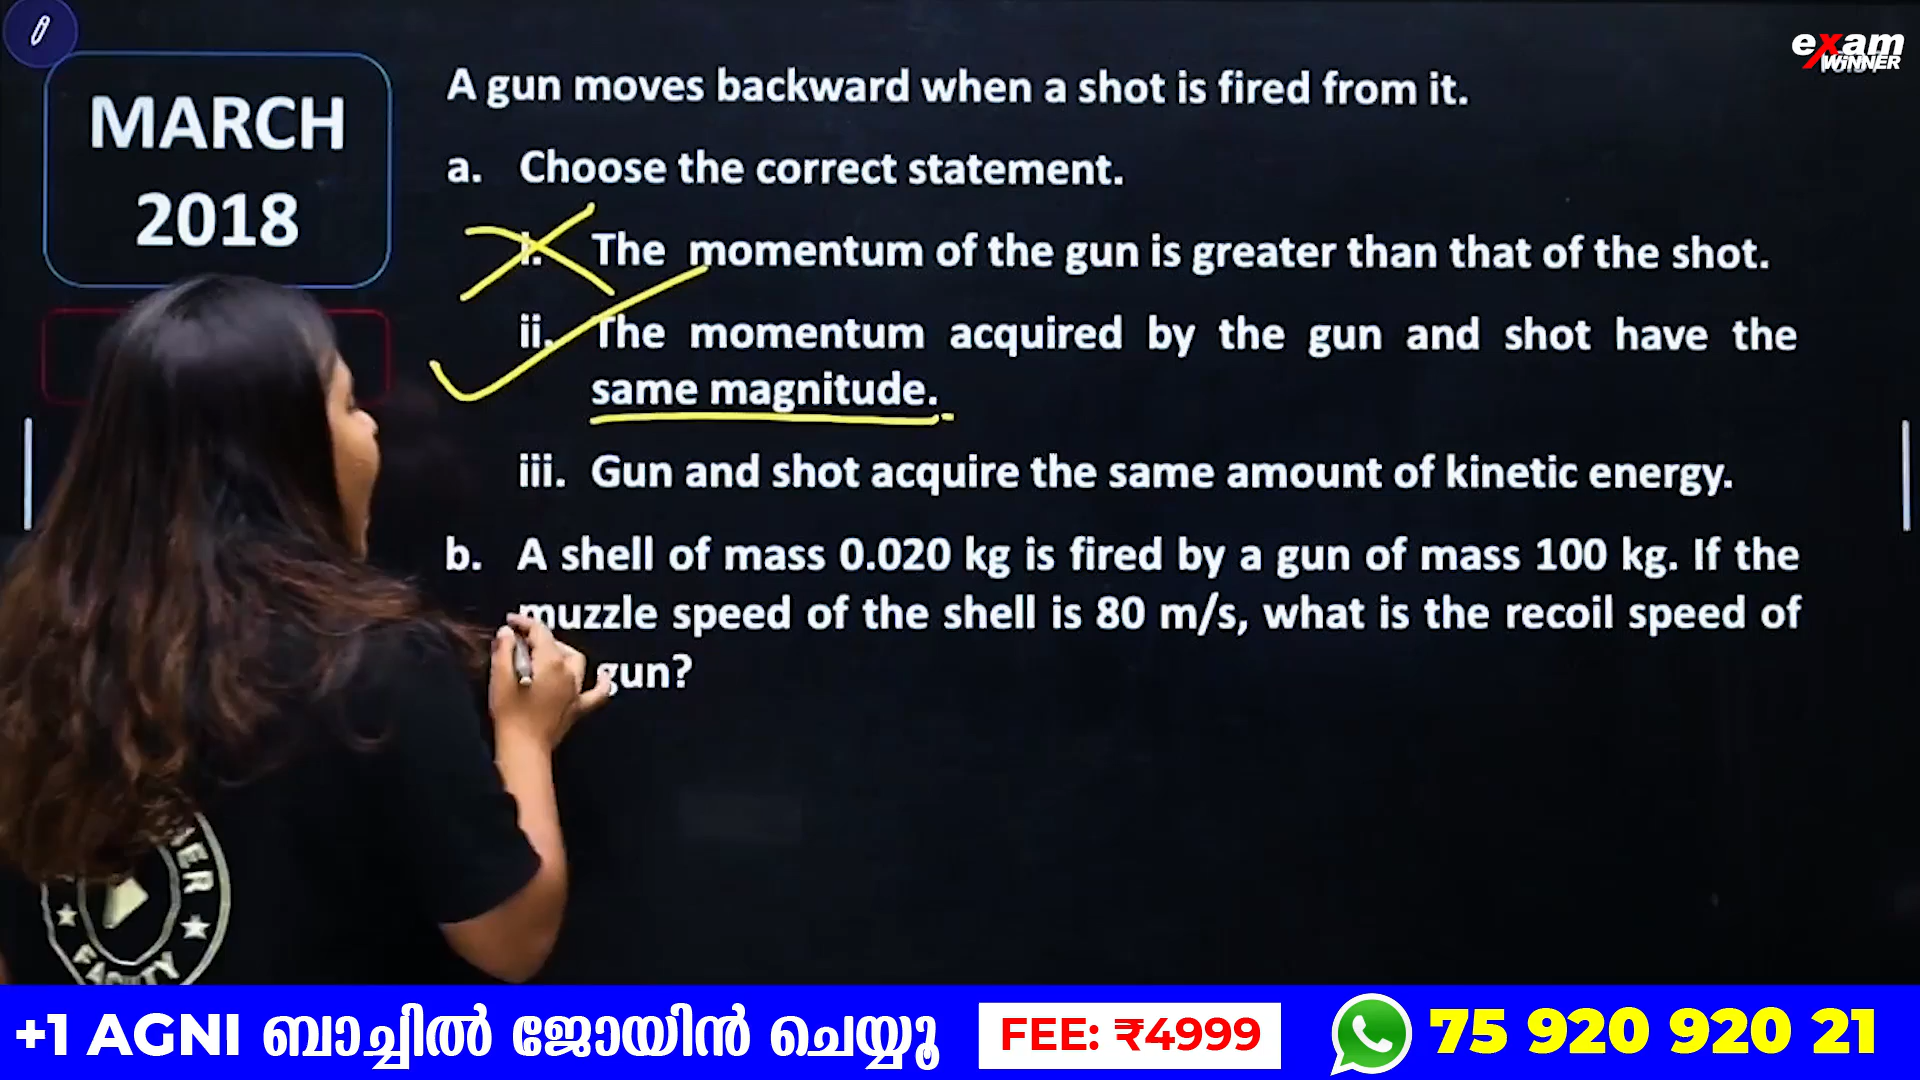 exam
WiNNER
MARCH
2018
A gun moves backward when a shot is fired from it.
a. Choose the correct statement.
i. The momentum of the gun is greater than that of the shot.
ii. The momentum acquired by the gun and shot have the
same magnitude.
iii. Gun and shot acquire the same amount of kinetic energy.
b. A shell of mass 0.020 kg is fired by a gun of mass 100 kg. If the
muzzle speed of the shell is 80 m/s, what is the recoil speed of
gun?
FACULTY
+1 AGNI ബാച്ചിൽ ജോയിൻ ചെയ്യൂ
FEE: ₹4999
75 920 920 21